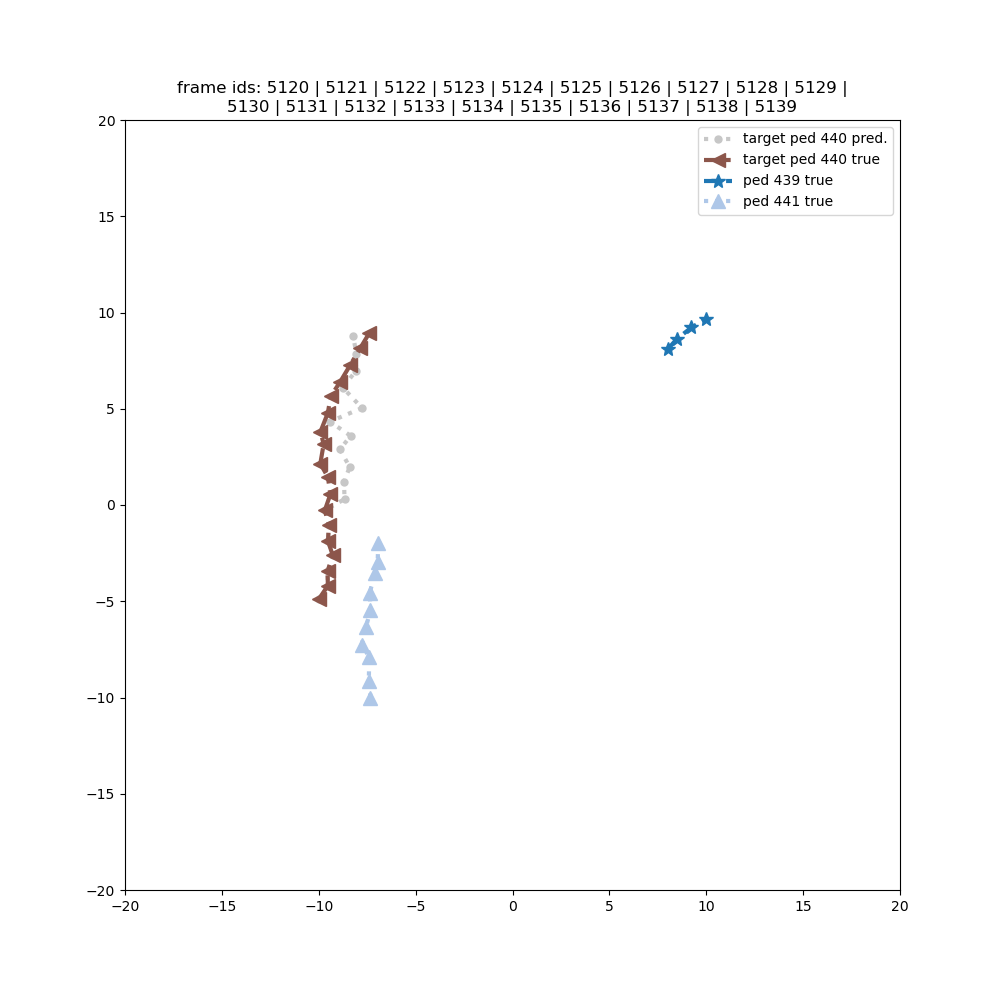 frame ids: 5120 | 5121 | 5122 | 5123 | 5124 | 5125 | 5126 | 5127 | 5128 | 5129 |
5130 | 5131 | 5132 | 5133 | 5134 | 5135 | 5136 | 5137 | 5138 | 5139
target ped 440 pred.
target ped 440 true
ped 439 true
ped 441 true
20
15
10
5
0
−5
−10
−15
−20
−20 −15 −10 −5 0 5 10 15 20